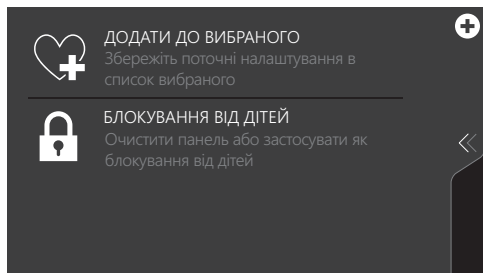 ДОДАТИ ДО ВИБРАНОГО
Збережіть поточні налаштування в
список вибраного
БЛОКУВАННЯ ВІД ДІТЕЙ
Очистити панель або застосувати як
блокування від дітей